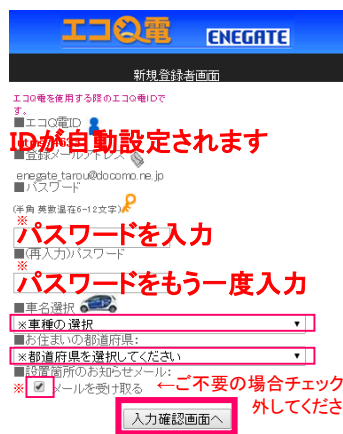 エコQ電 ENEGATE
新規登録者画面
エコQ電を使用する際のエコQ電IDで
す。
■エコQ電ID
IDが自動設定されます
■登録メールアドレス
enegate_tarou@docomo.ne.jp
■パスワード
(半角英数混在6-12文字)
※
パスワードを入力
■(再入力)パスワード
※
パスワードをもう一度入力
■車名選択
※車種の選択 ▼
■お住まいの都道府県:
※都道府県を選択してください ▼
■設置箇所のお知らせメール:
※ メールを受け取る ←ご不要の場合チェック
外してくださ
入力確認画面へ